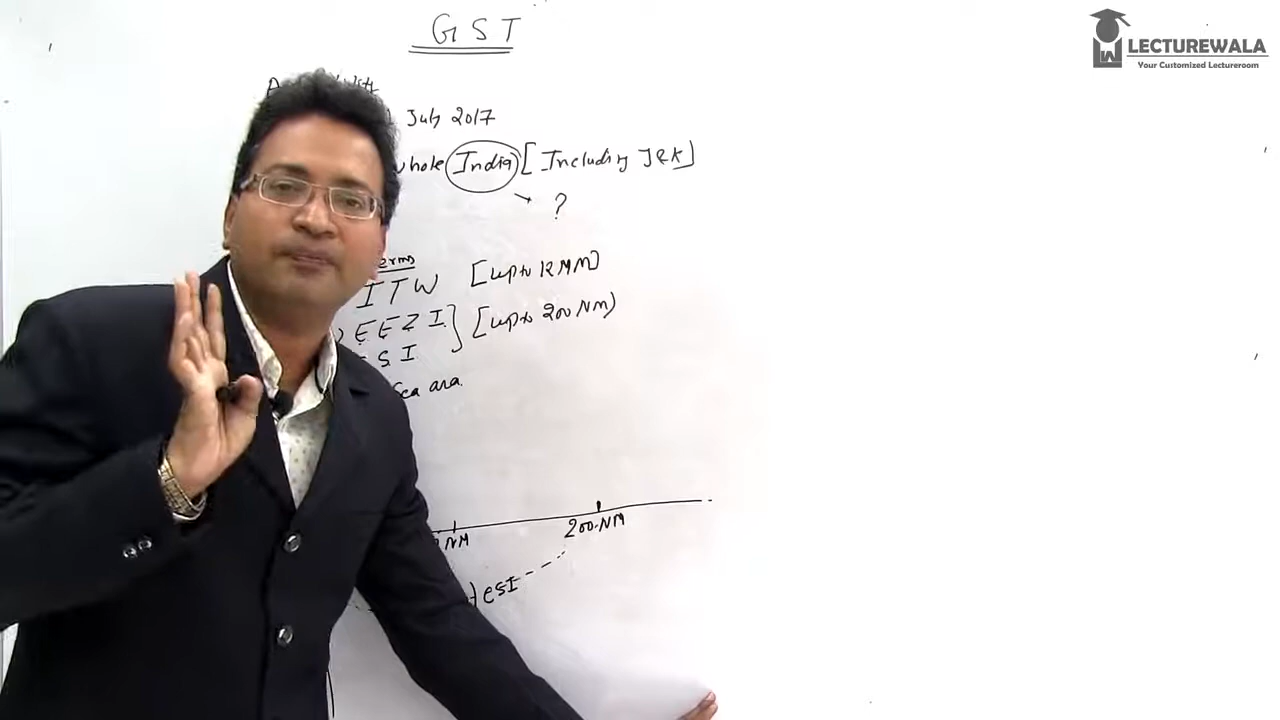 GST
LECTUREWALA
Your Customized Lectureroom
July 2017
whole India [Including J&K]
?
ITW [upto 12 NM]
EEZI } [upto 200 NM]
SI
Sea area
NM 200 NM
CSI